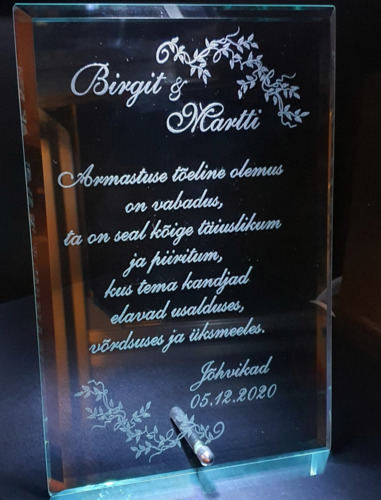 Birgit &
Martti
Armastuse tõeline olemus
on vabadus,
ta on seal kõige täiuslikum
ja piiritum,
kus tema kandjad
elavad usalduses,
võrdsuses ja üksmeeles.
Jõhvikad
05.12.2020